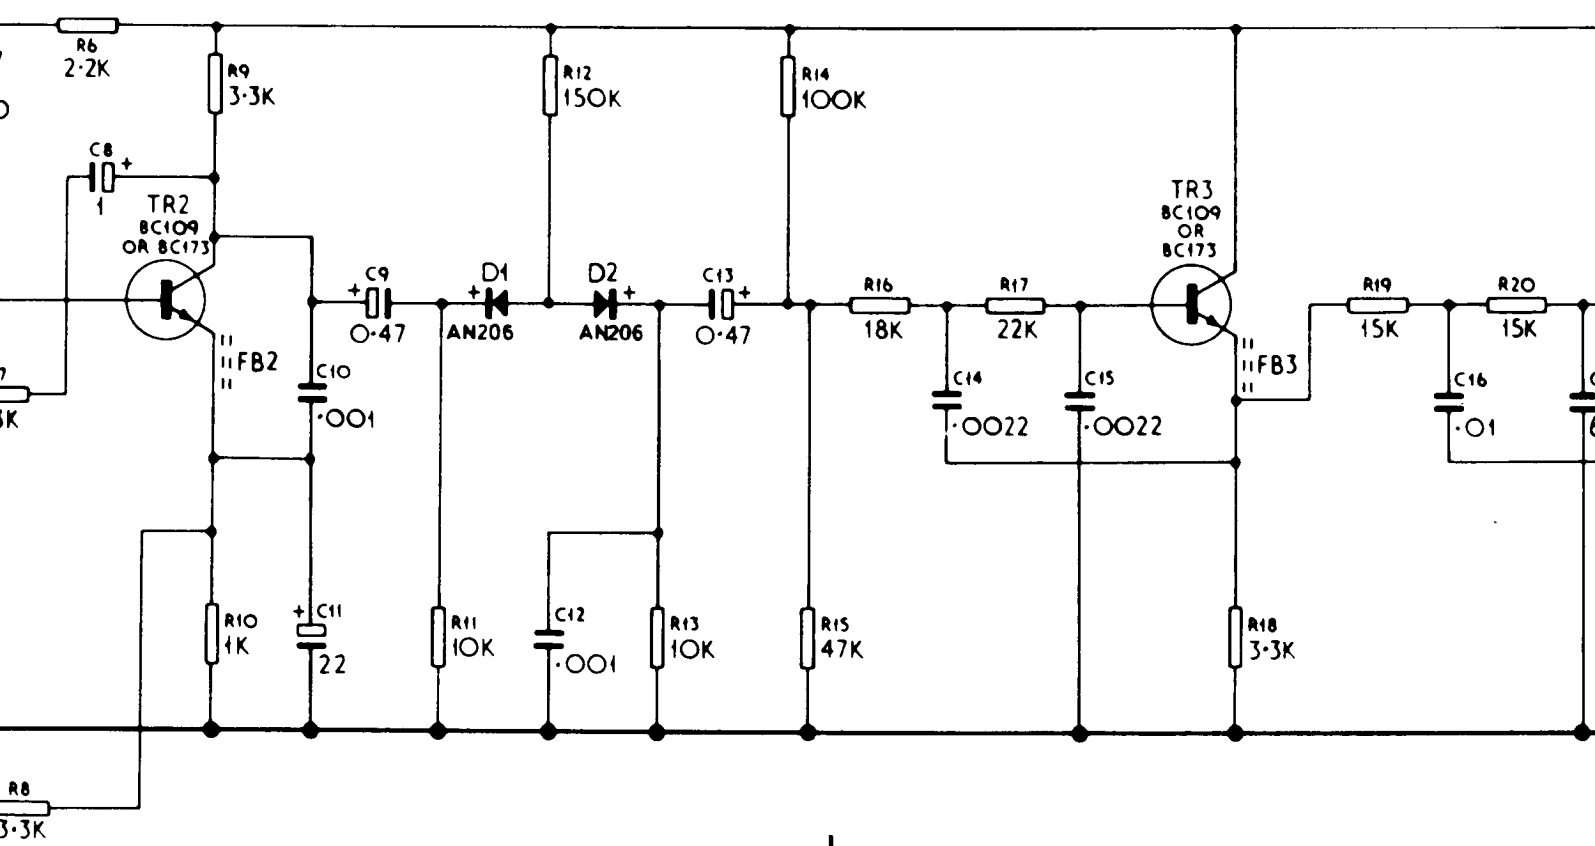 R6
2.2K
R9
3.3K
R12
150K
R14
100K
C8
+
1
TR2
BC109
OR BC173
FB2
C9
+
0.47
C10
.001
D1
+
AN206
D2
+
AN206
C13
+
0.47
R16
18K
R17
22K
TR3
BC109
OR
BC173
FB3
R19
15K
R20
15K
C14
.0022
C15
.0022
C16
.01
R10
1K
+
C11
22
R11
10K
C12
.001
R13
10K
R15
47K
R18
3.3K
R8
3.3K